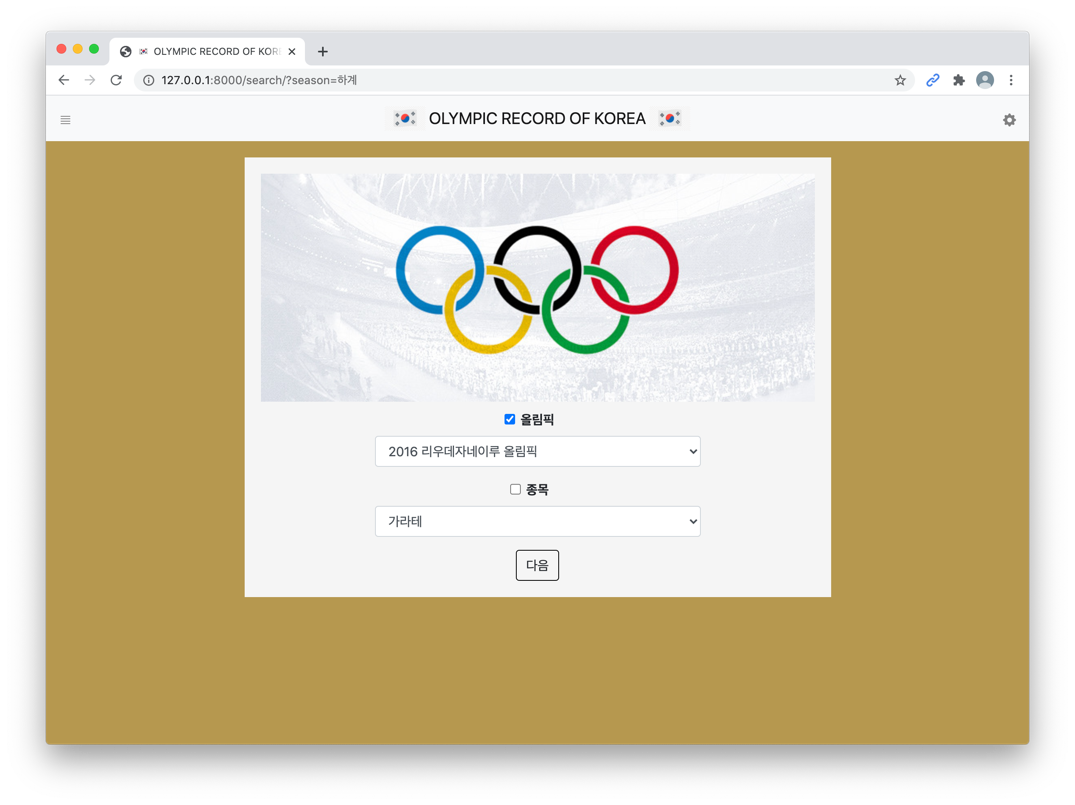 OLYMPIC RECORD OF KOR
127.0.0.1:8000/search/?season=하계
OLYMPIC RECORD OF KOREA
올림픽
2016 리우데자네이루 올림픽
종목
가라테
다음